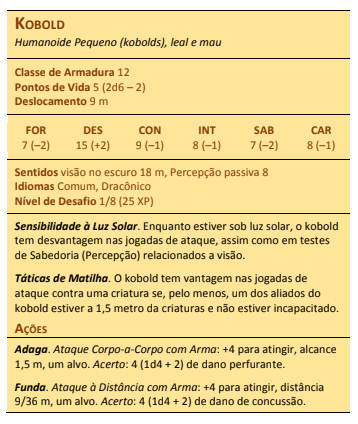 KOBOLD
Humanoide Pequeno (kobolds), leal e mau
Classe de Armadura 12
Pontos de Vida 5 (2d6 – 2)
Deslocamento 9 m
FOR DES CON INT SAB CAR
7 (–2) 15 (+2) 9 (–1) 8 (–1) 7 (–2) 8 (–1)
Sentidos visão no escuro 18 m, Percepção passiva 8
Idiomas Comum, Dracônico
Nível de Desafio 1/8 (25 XP)
Sensibilidade à Luz Solar. Enquanto estiver sob luz solar, o kobold
tem desvantagem nas jogadas de ataque, assim como em testes
de Sabedoria (Percepção) relacionados a visão.
Táticas de Matilha. O kobold tem vantagem nas jogadas de
ataque contra uma criatura se, pelo menos, um dos aliados do
kobold estiver a 1,5 metro da criaturas e não estiver incapacitado.
AÇÕES
Adaga. Ataque Corpo-a-Corpo com Arma: +4 para atingir, alcance
1,5 m, um alvo. Acerto: 4 (1d4 + 2) de dano perfurante.
Funda. Ataque à Distância com Arma: +4 para atingir, distância
9/36 m, um alvo. Acerto: 4 (1d4 + 2) de dano de concussão.